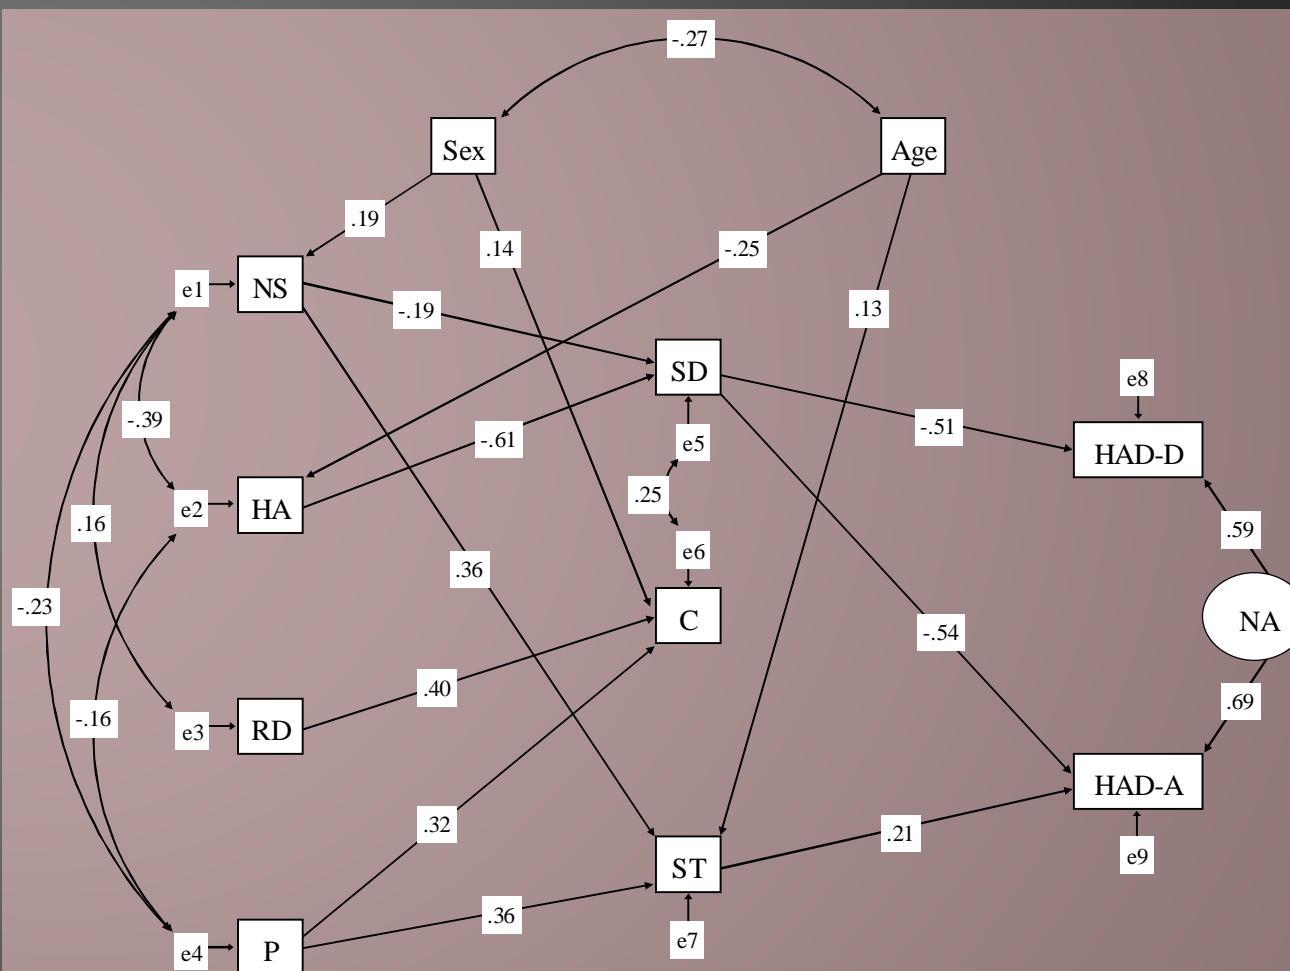 -.27
Sex
Age
.19
.14
-.25
e1
NS
-.19
.13
SD
e8
-.39
-.61
e5
-.51
HAD-D
.25
e2
HA
.16
e6
.59
.36
-.23
C
-.54
NA
.40
.69
-.16
e3
RD
HAD-A
.32
.21
e9
ST
.36
e7
e4
P